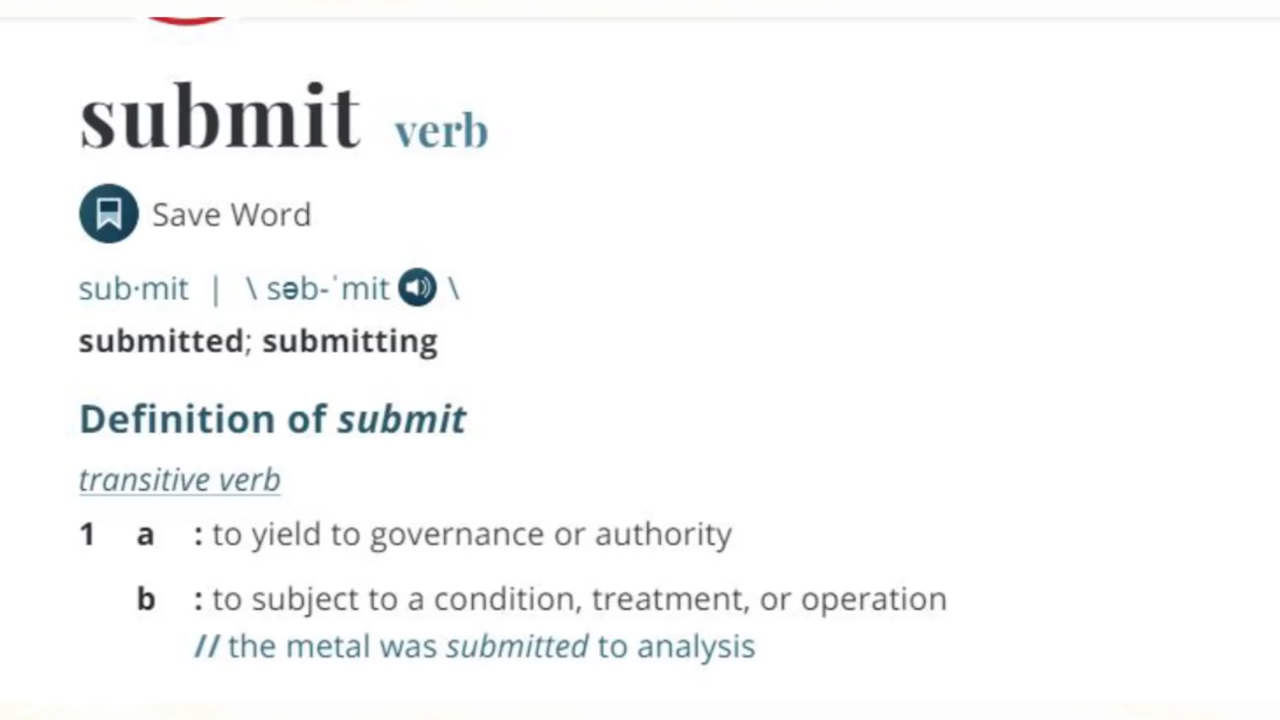 submit verb
Save Word
sub·mit | \ səb-ˈmit \
submitted; submitting
Definition of submit
transitive verb
1 a : to yield to governance or authority
b : to subject to a condition, treatment, or operation
// the metal was submitted to analysis